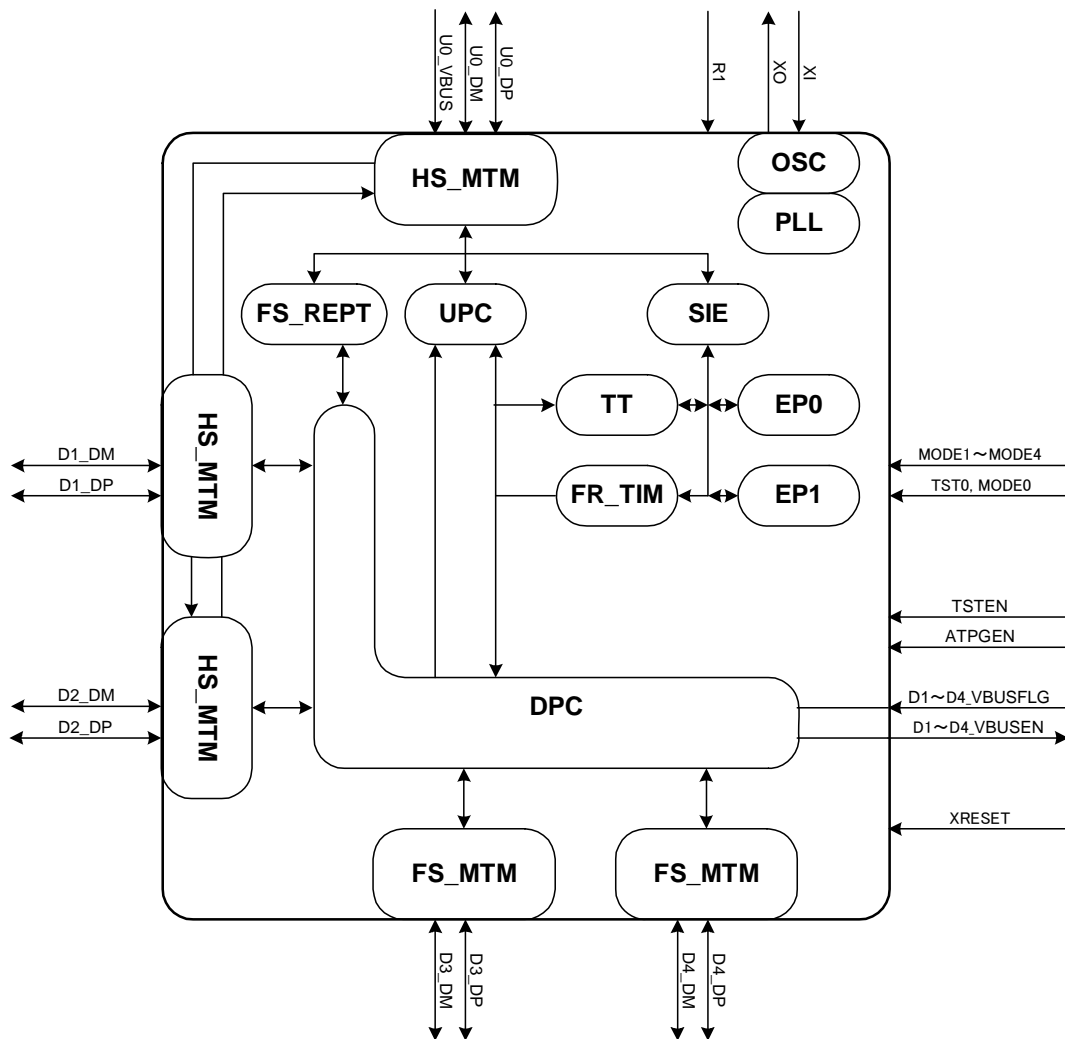 U0_VBUS
U0_DM
U0_DP
R1
XO
XI
HS_MTM
OSC
PLL
FS_REPT
UPC
SIE
TT
EP0
HS_MTM
D1_DM
D1_DP
MODE1～MODE4
TST0, MODE0
FR_TIM
EP1
TSTEN
ATPGEN
HS_MTM
D2_DM
D2_DP
DPC
D1～D4_VBUSFLG
D1～D4_VBUSEN
XRESET
FS_MTM
FS_MTM
D3_DM
D3_DP
D4_DM
D4_DP